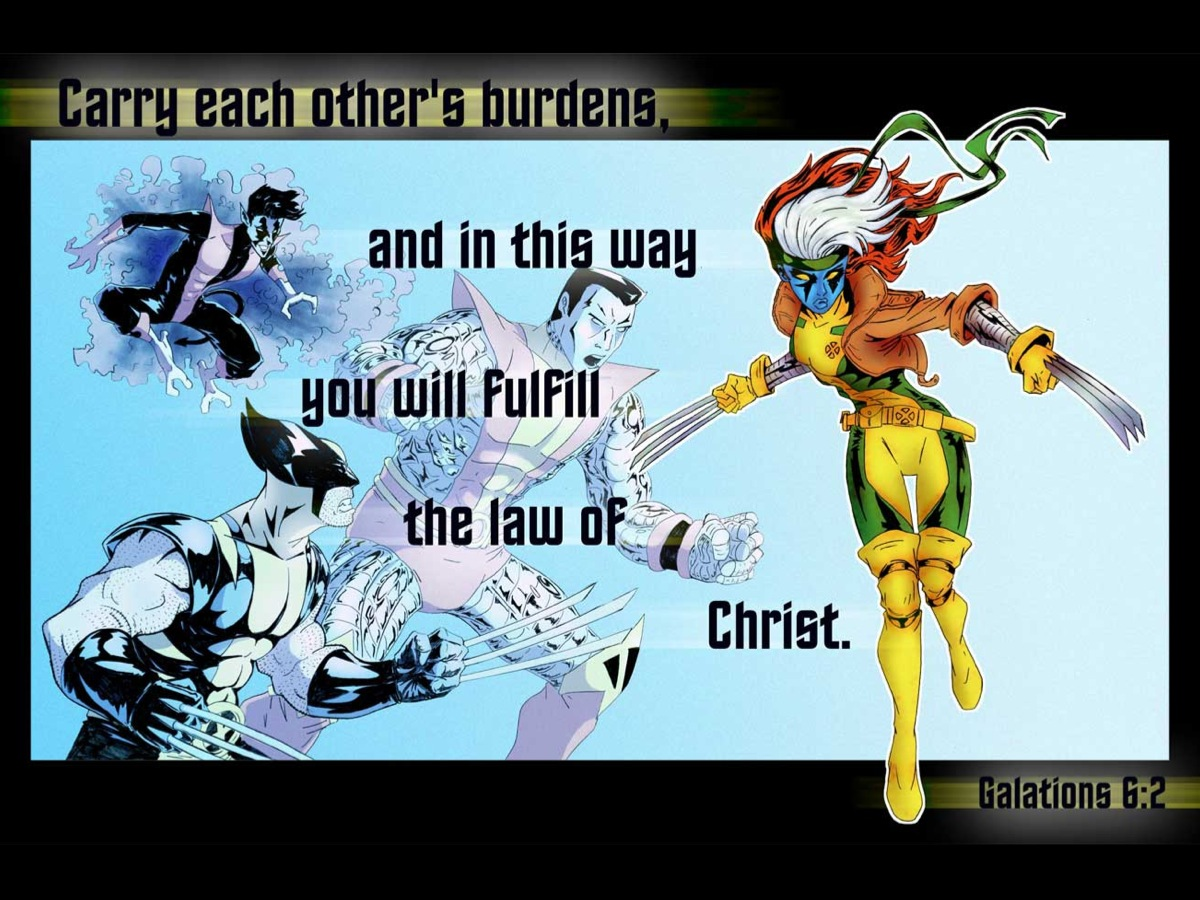 Carry each other's burdens,
and in this way
you will fulfill
the law of
Christ.
Galations 6:2